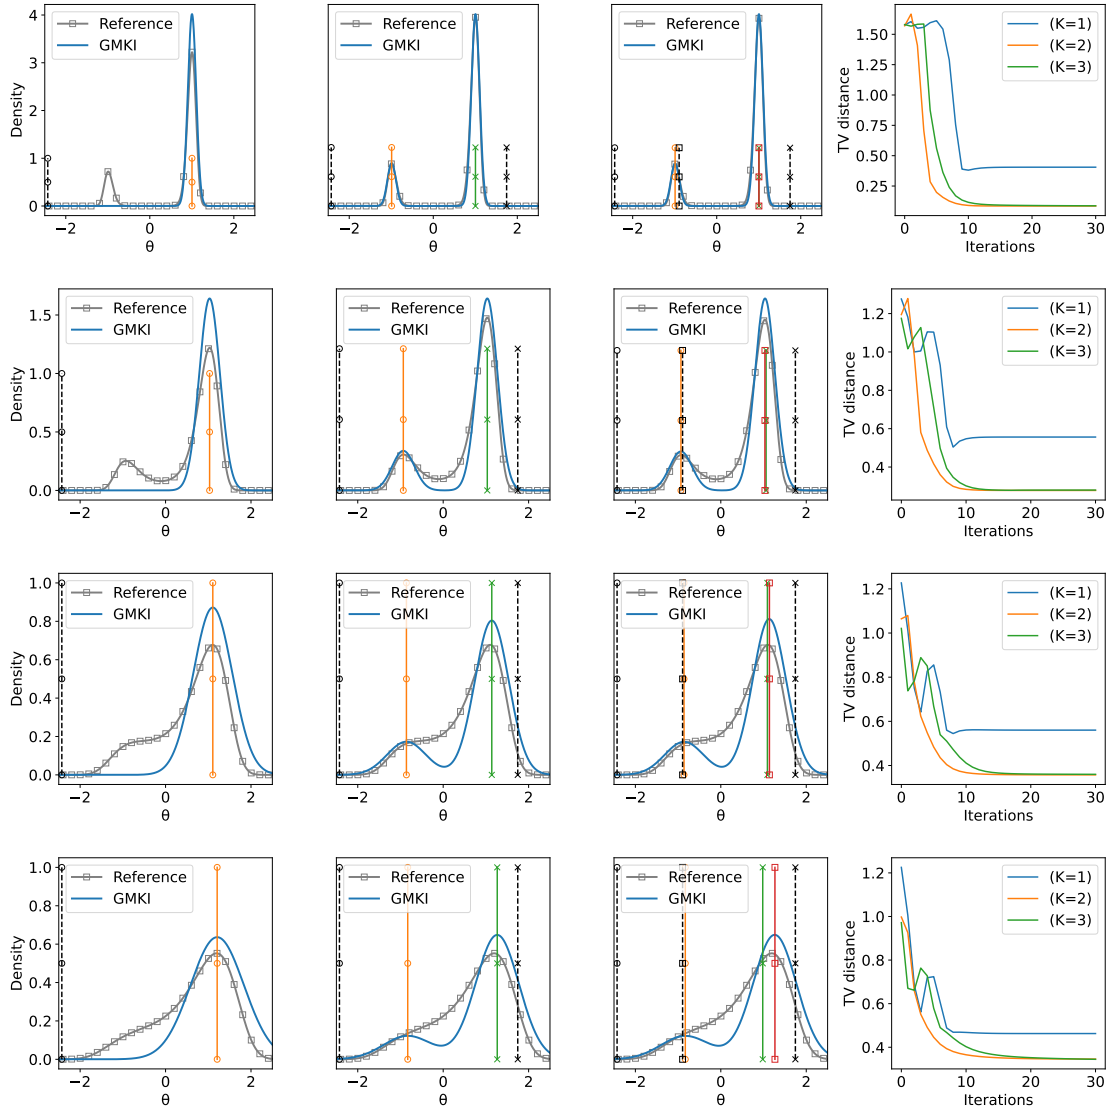 Density
4
3
2
1
0
Reference
GMKI
−2
0
2
θ
Reference
GMKI
−2
0
2
θ
Reference
GMKI
−2
0
2
θ
TV distance
1.50
1.25
1.00
0.75
0.50
0.25
(K=1)
(K=2)
(K=3)
0
10
20
30
Iterations
Density
1.5
1.0
0.5
0.0
Reference
GMKI
−2
0
2
θ
Reference
GMKI
−2
0
2
θ
Reference
GMKI
−2
0
2
θ
TV distance
1.2
1.0
0.8
0.6
0.4
(K=1)
(K=2)
(K=3)
0
10
20
30
Iterations
Density
1.0
0.8
0.6
0.4
0.2
0.0
Reference
GMKI
−2
0
2
θ
Reference
GMKI
−2
0
2
θ
Reference
GMKI
−2
0
2
θ
TV distance
1.2
1.0
0.8
0.6
0.4
(K=1)
(K=2)
(K=3)
0
10
20
30
Iterations
Density
1.0
0.8
0.6
0.4
0.2
0.0
Reference
GMKI
−2
0
2
θ
Reference
GMKI
−2
0
2
θ
Reference
GMKI
−2
0
2
θ
TV distance
1.2
1.0
0.8
0.6
0.4
(K=1)
(K=2)
(K=3)
0
10
20
30
Iterations